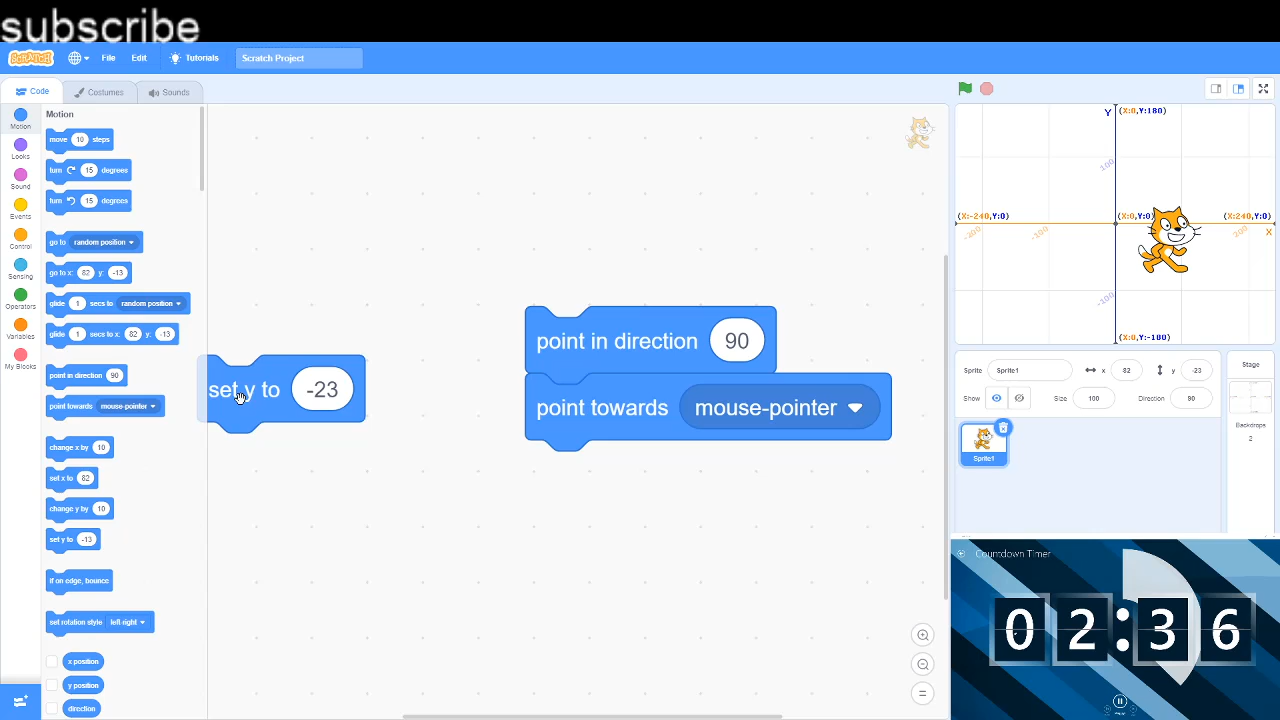 subscribe
SCRATCH
File Edit Tutorials Scratch Project
Code Costumes Sounds
Motion
Looks
Sound
Events
Control
Sensing
Operators
Variables
My Blocks
Motion
move 10 steps
turn 15 degrees
turn 15 degrees
go to random position
go to x: 82 y: -13
glide 1 secs to random position
glide 1 secs to x: 82 y: -13
point in direction 90
point towards mouse-pointer
change x by 10
set x to 82
change y by 10
set y to -13
if on edge, bounce
set rotation style left-right
x position
y position
direction
set y to -23
point in direction 90
point towards mouse-pointer
Y (X:0,Y:180)
100
(X:-240,Y:0) (X:0,Y:0) (X:240,Y:0)
-200 -100 200 X
-100
(X:0,Y:-180)
Sprite Sprite1 x 82 y -23
Show Size 100 Direction 90
Sprite1
Stage
Backdrops
2
Countdown Timer
02:36